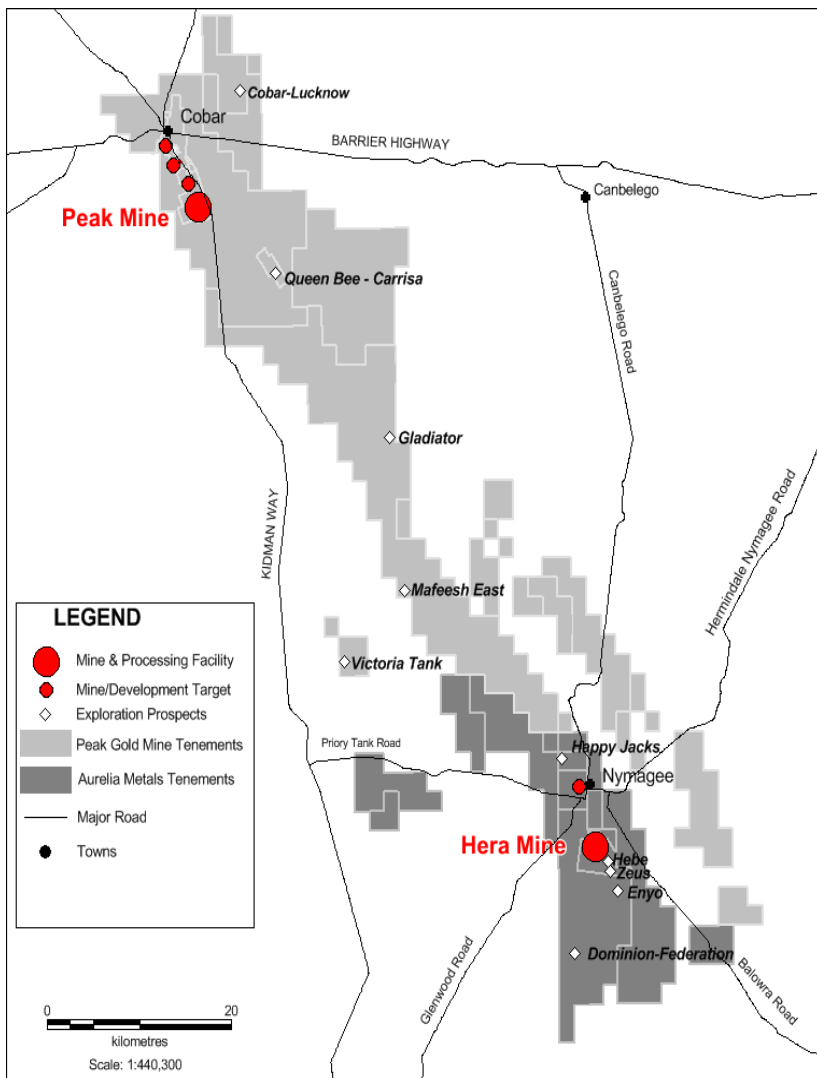 Cobar-Lucknow
Cobar
BARRIER HIGHWAY
Canbelego
Peak Mine
Queen Bee - Carrisa
Canbelego Road
Gladiator
KIDMAN WAY
Hermindale Nymagee Road
Mafeesh East
LEGEND
Mine & Processing Facility
Mine/Development Target
Exploration Prospects
Peak Gold Mine Tenements
Aurelia Metals Tenements
Major Road
Towns
Victoria Tank
Priory Tank Road
Happy Jacks
Nymagee
Hera Mine
Hebe
Zeus
Enyo
Dominion-Federation
Glenwood Road
Balowra Road
0 20
kilometres
Scale: 1:440,300